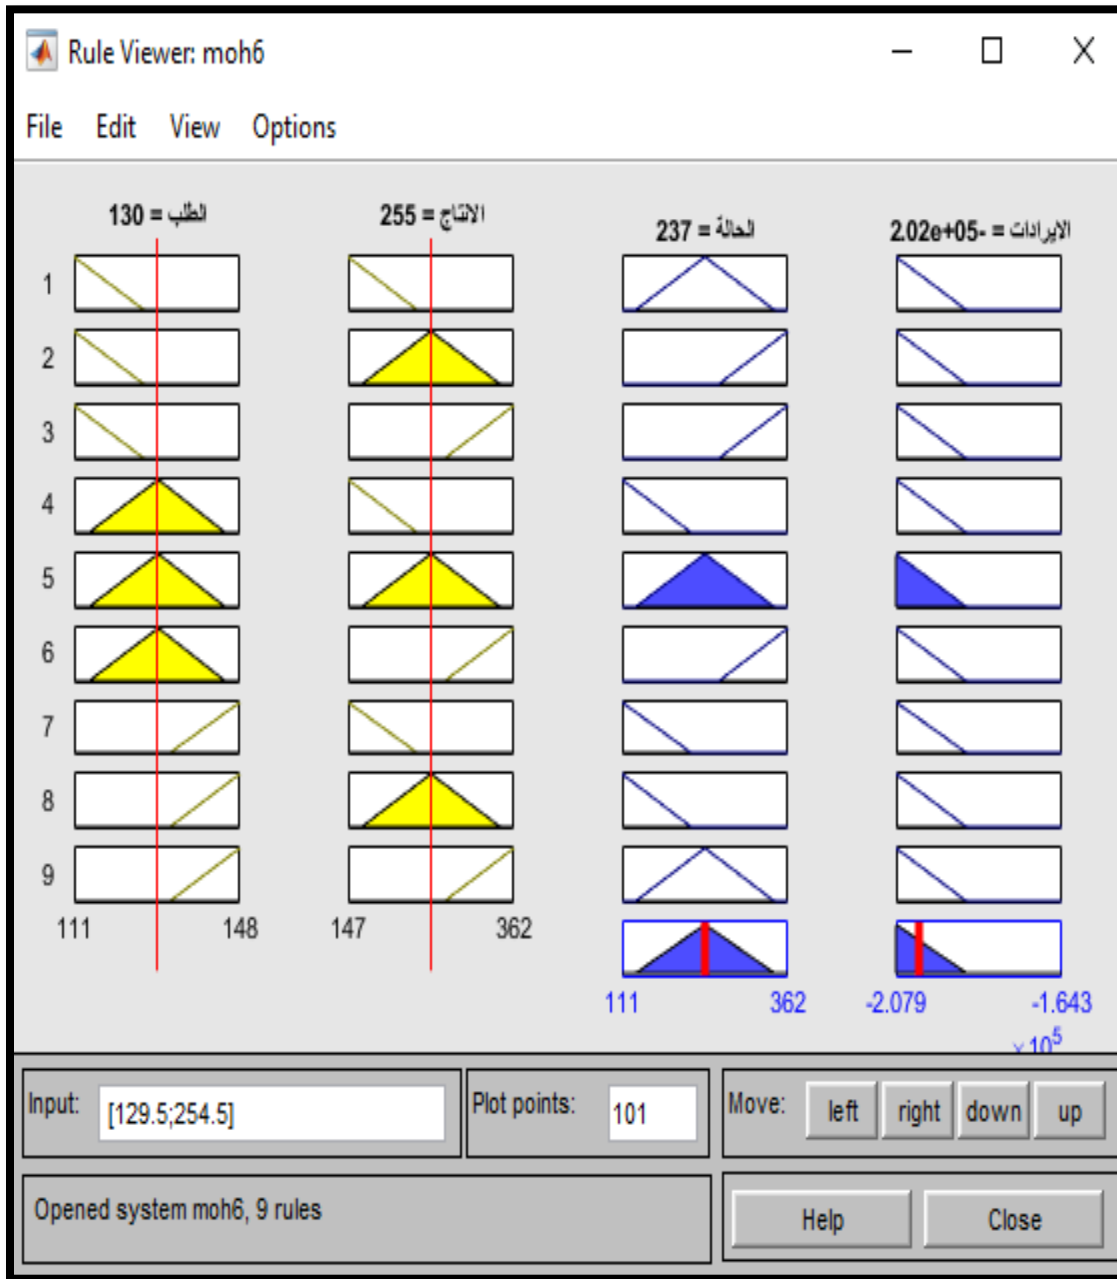 Rule Viewer: moh6
File Edit View Options
الطلب = 130
الانتاج = 255
الحالة = 237
الايرادات = -2.02e+05
1
2
3
4
5
6
7
8
9
111 148
147 362
111 362
-2.079 -1.643
× 10^5
Input: [129.5;254.5]
Plot points: 101
Move: left right down up
Opened system moh6, 9 rules
Help Close